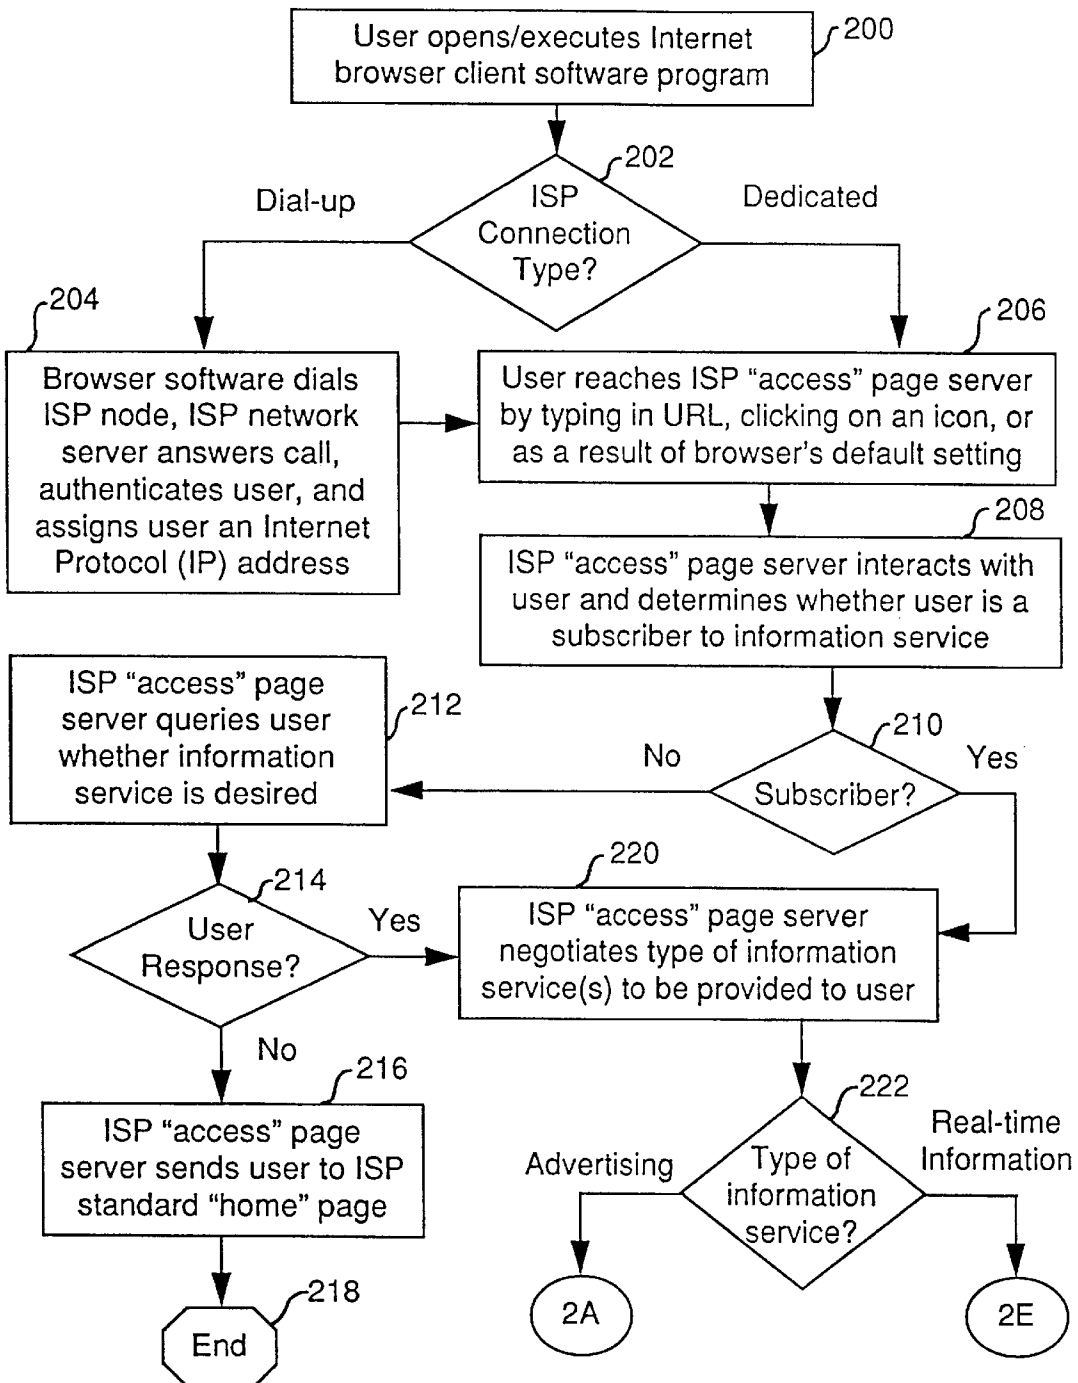 User opens/executes Internet
browser client software program
200
202
Dial-up
ISP
Connection
Type?
Dedicated
204
206
Browser software dials
ISP node, ISP network
server answers call,
authenticates user, and
assigns user an Internet
Protocol (IP) address
User reaches ISP “access” page server
by typing in URL, clicking on an icon, or
as a result of browser's default setting
208
ISP “access” page server interacts with
user and determines whether user is a
subscriber to information service
ISP “access” page
server queries user
whether information
service is desired
212
210
No
Subscriber?
Yes
214
User
Response?
Yes
220
ISP “access” page server
negotiates type of information
service(s) to be provided to user
No
216
ISP “access” page
server sends user to ISP
standard “home” page
222
Advertising
Type of
information
service?
Real-time
Information
218
End
2A
2E